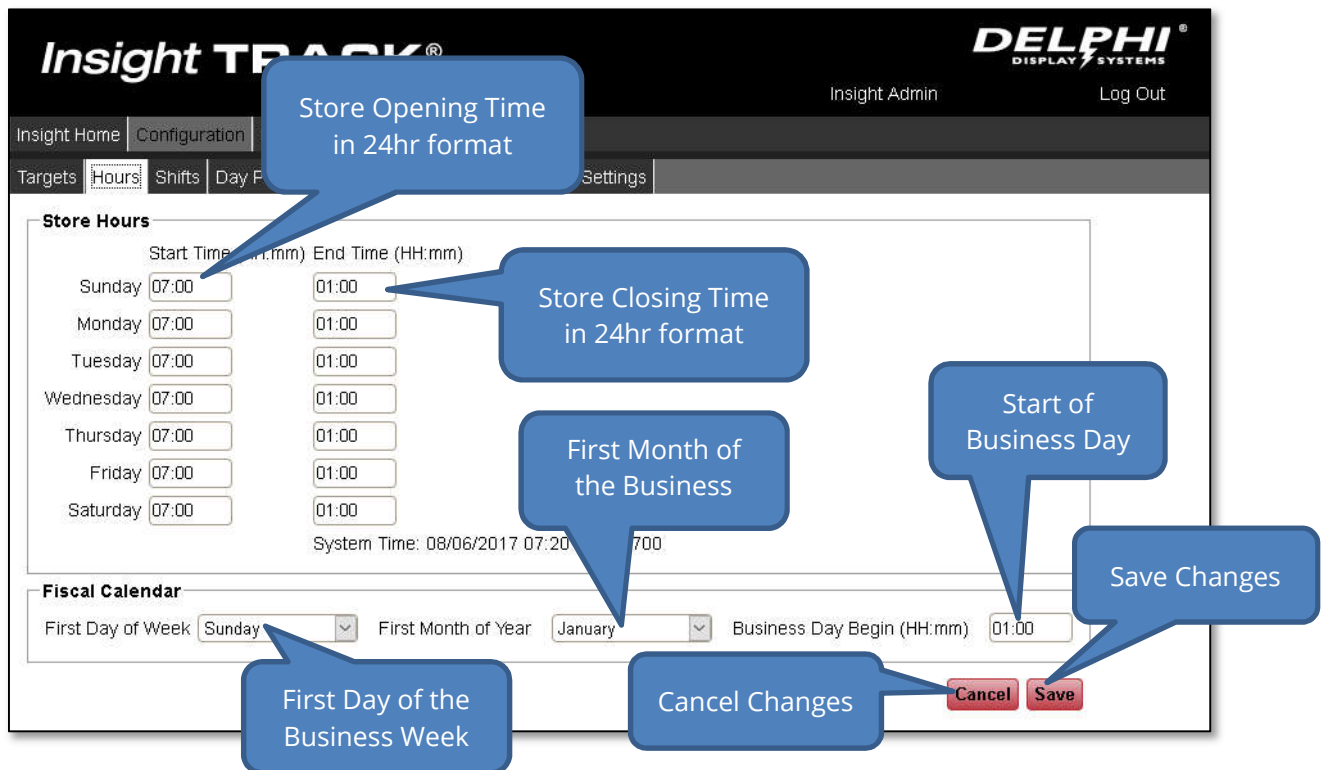 Insight TRACK®
DELPHI®
DISPLAY SYSTEMS
Insight Admin Log Out
Store Opening Time
in 24hr format
Insight Home Configuration
Targets Hours Shifts Day Settings
Store Hours
Start Time End Time (HH:mm)
Sunday 07:00 01:00
Store Closing Time
in 24hr format
Monday 07:00 01:00
Tuesday 07:00 01:00
Wednesday 07:00 01:00
Thursday 07:00 01:00
Friday 07:00 01:00
Saturday 07:00 01:00
Start of
Business Day
First Month of
the Business
System Time: 08/06/2017 07:20 700
Save Changes
Fiscal Calendar
First Day of Week Sunday First Month of Year January Business Day Begin (HH:mm) 01:00
First Day of the
Business Week
Cancel Changes
Cancel Save